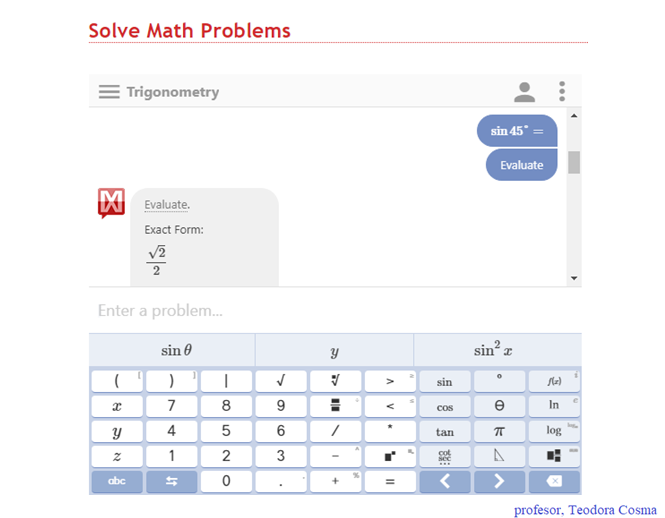 Solve Math Problems
Trigonometry
sin 45° =
Evaluate
Evaluate.
Exact Form:
√2
2
Enter a problem...
sin θ y sin² x
( [ ) ] | √ ∛ > ≥ sin ° f(x)
x 7 8 9 < ≤ cos Θ ln e
y 4 5 6 / * tan π log
z 1 2 3 − ^ cot sec ...
abc 0 . , + % =
profesor, Teodora Cosma